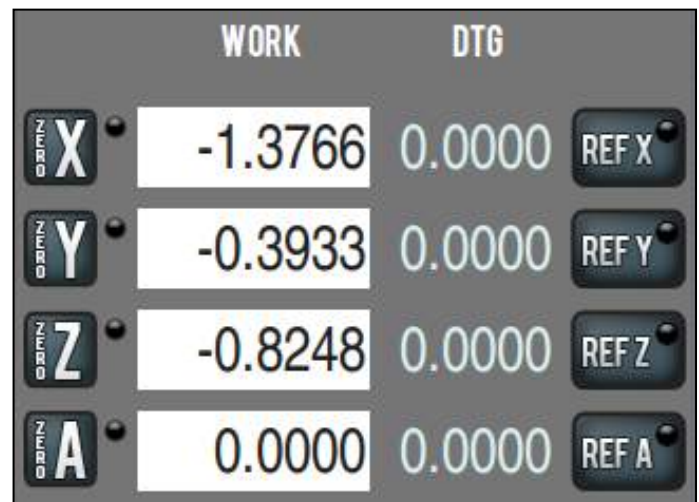 WORK DTG
ZERO X -1.3766 0.0000 REF X
ZERO Y -0.3933 0.0000 REF Y
ZERO Z -0.8248 0.0000 REF Z
ZERO A 0.0000 0.0000 REF A